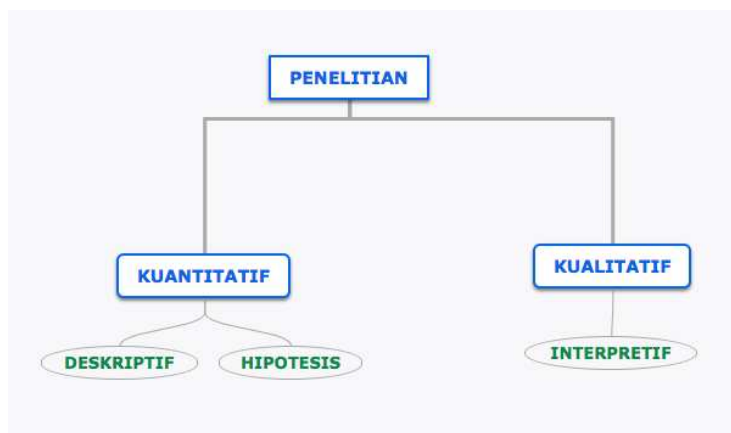 PENELITIAN
KUANTITATIF
KUALITATIF
DESKRIPTIF
HIPOTESIS
INTERPRETIF